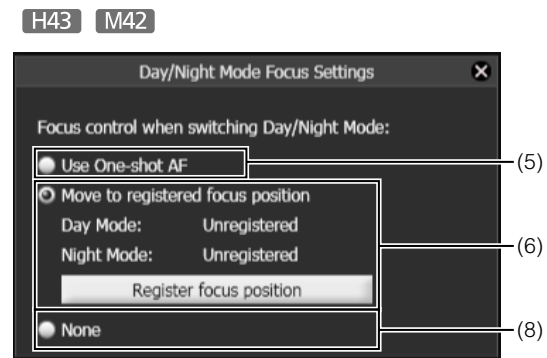 H43 M42
Day/Night Mode Focus Settings
Focus control when switching Day/Night Mode:
Use One-shot AF
(5)
Move to registered focus position
Day Mode: Unregistered
Night Mode: Unregistered
(6)
Register focus position
None
(8)